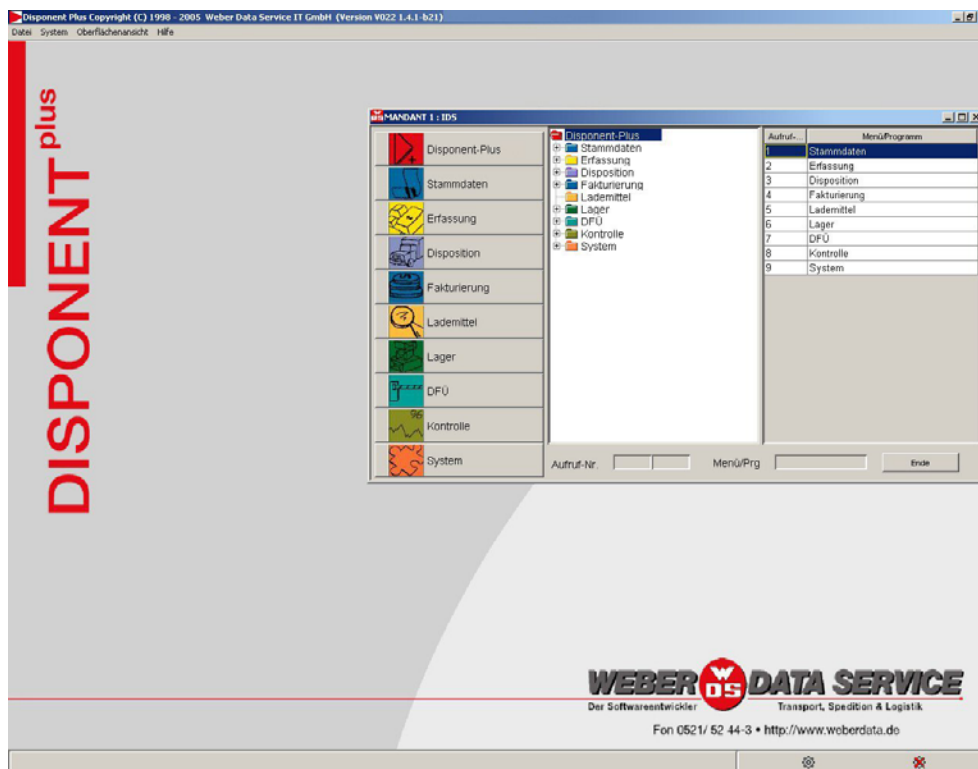 Disponent Plus Copyright (C) 1998 - 2005 Weber Data Service IT GmbH (Version V022 1.4.1-b21)
Datei System Oberflächenansicht Hilfe
DISPONENT plus
MANDANT 1 : IDS
Disponent-Plus
Stammdaten
Erfassung
Disposition
Fakturierung
Lademittel
Lager
DFÜ
96
Kontrolle
System
Disponent-Plus
Stammdaten
Erfassung
Disposition
Fakturierung
Lademittel
Lager
DFÜ
Kontrolle
System
Aufruf-... Menü/Programm
1 Stammdaten
2 Erfassung
3 Disposition
4 Fakturierung
5 Lademittel
6 Lager
7 DFÜ
8 Kontrolle
9 System
Aufruf-Nr. Menü/Prg Ende
WEBER WDS DATA SERVICE
Der Softwareentwickler Transport, Spedition & Logistik
Fon 0521/ 52 44-3 • http://www.weberdata.de